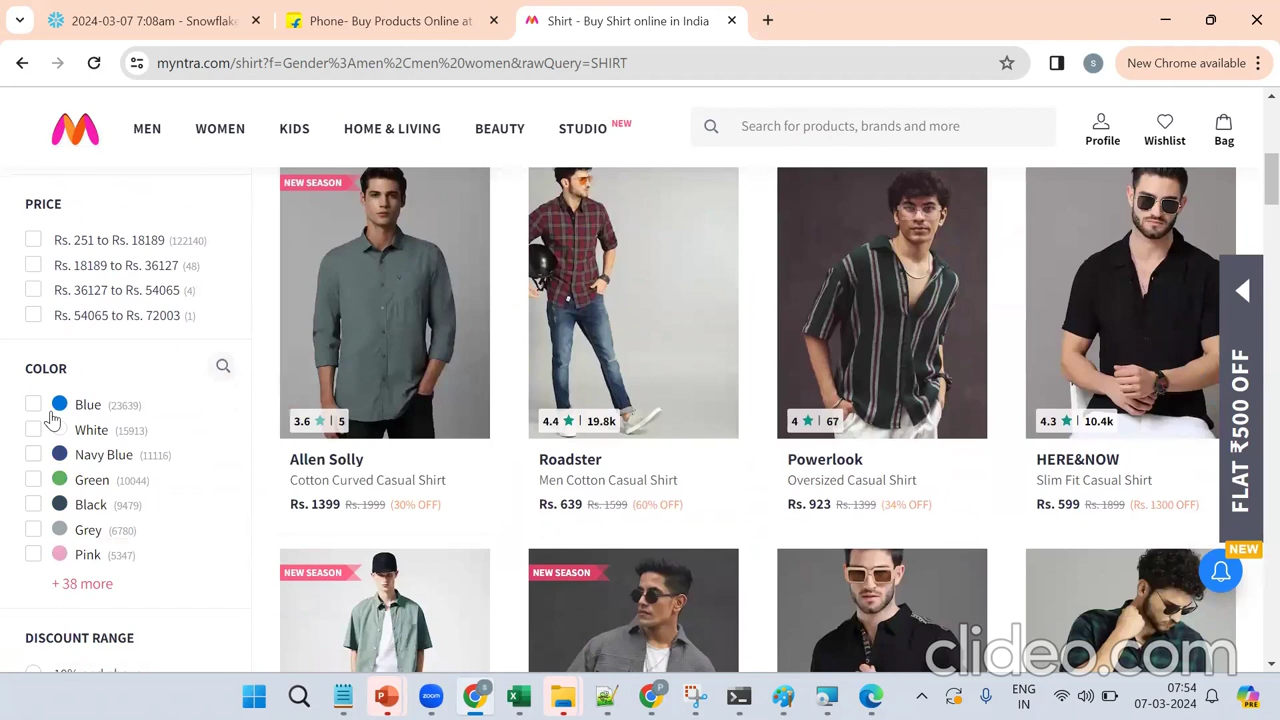 2024-03-07 7:08am - Snowflake
Phone- Buy Products Online at
Shirt - Buy Shirt online in India
myntra.com/shirt?f=Gender%3Amen%2Cmen%20women&rawQuery=SHIRT
S
New Chrome available
MEN
WOMEN
KIDS
HOME & LIVING
BEAUTY
STUDIO NEW
Search for products, brands and more
Profile
Wishlist
Bag
PRICE
Rs. 251 to Rs. 18189 (122140)
Rs. 18189 to Rs. 36127 (48)
Rs. 36127 to Rs. 54065 (4)
Rs. 54065 to Rs. 72003 (1)
COLOR
Blue (23639)
White (15913)
Navy Blue (11116)
Green (10044)
Black (9479)
Grey (6780)
Pink (5347)
+ 38 more
DISCOUNT RANGE
NEW SEASON
3.6 ★ | 5
Allen Solly
Cotton Curved Casual Shirt
Rs. 1399 Rs. 1999 (30% OFF)
4.4 ★ | 19.8k
Roadster
Men Cotton Casual Shirt
Rs. 639 Rs. 1599 (60% OFF)
4 ★ | 67
Powerlook
Oversized Casual Shirt
Rs. 923 Rs. 1399 (34% OFF)
4.3 ★ | 10.4k
HERE&NOW
Slim Fit Casual Shirt
Rs. 599 Rs. 1899 (Rs. 1300 OFF)
NEW SEASON
NEW SEASON
FLAT ₹500 OFF
NEW
clideo.com
zoom
ENG
IN
07:54
07-03-2024
PRE